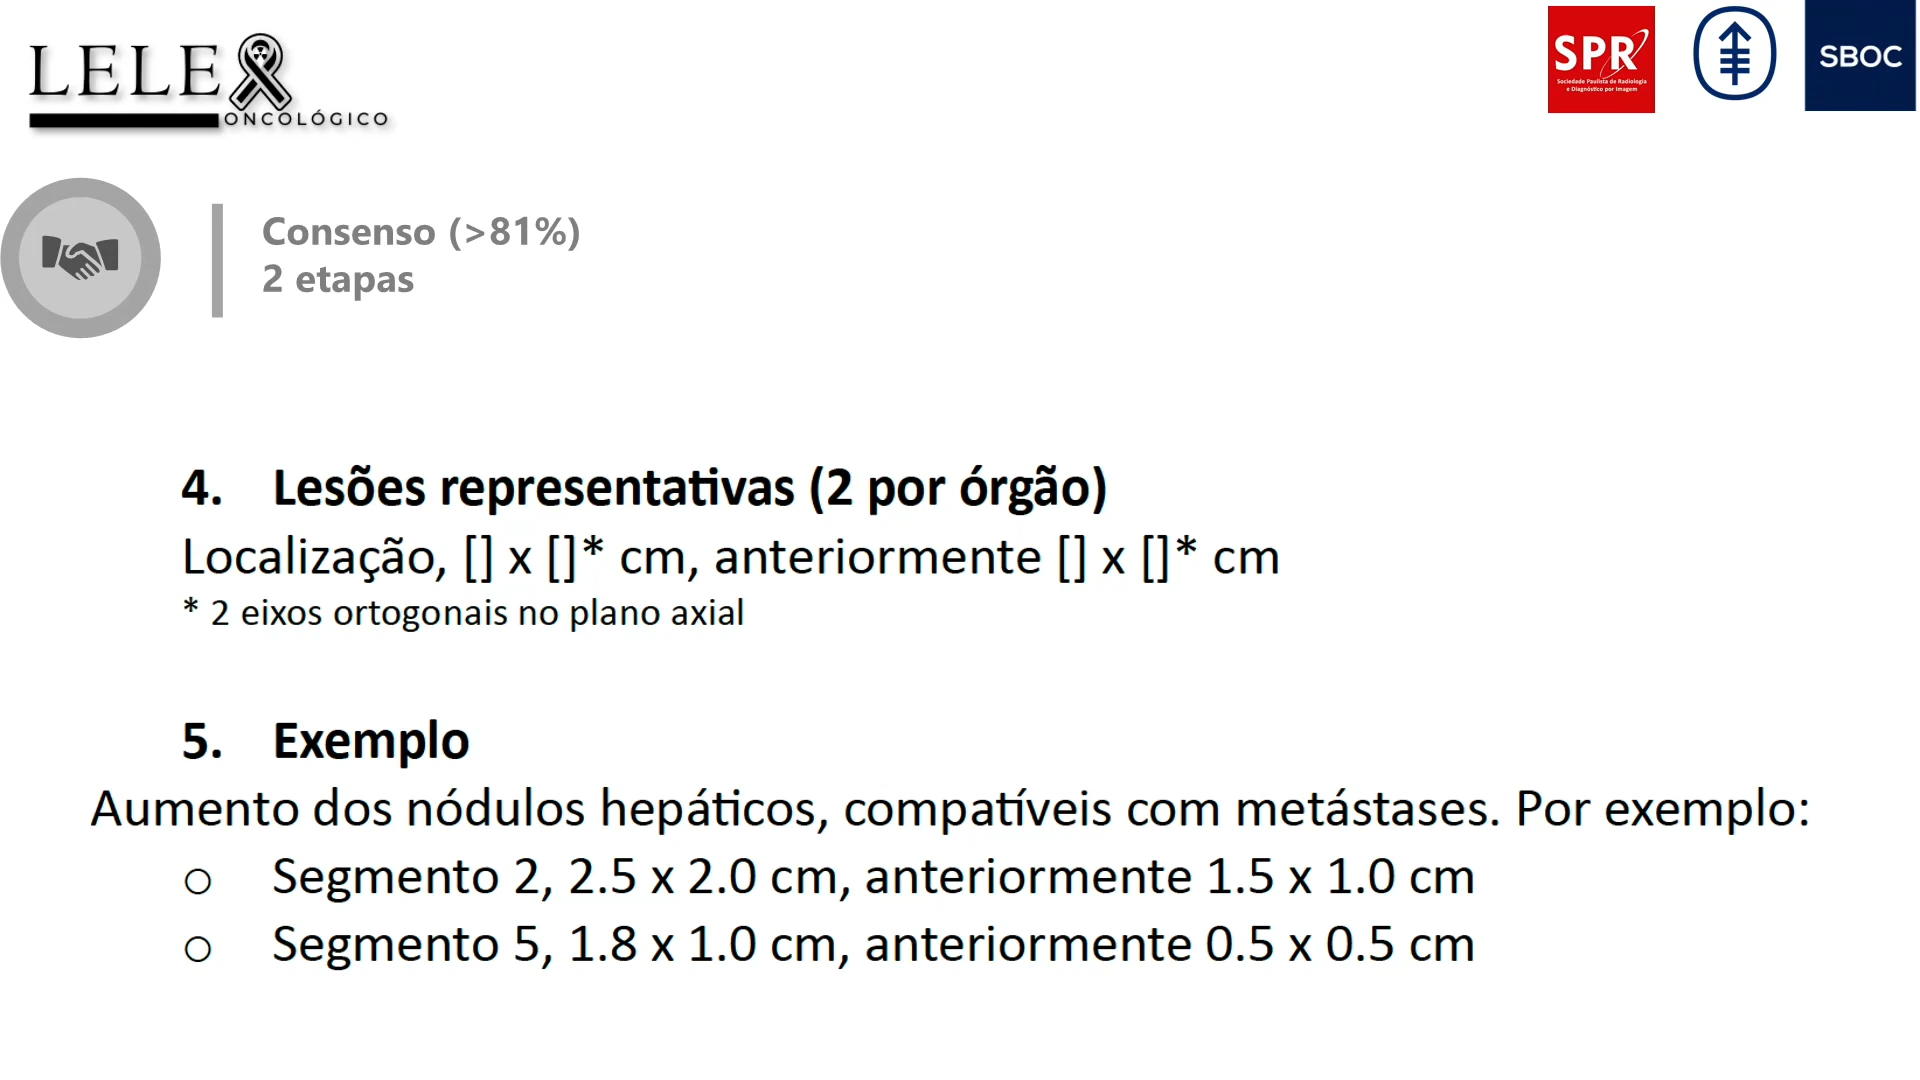 LELE
ONCOLÓGICO
SPR
Sociedade Paulista de Radiologia
e Diagnóstico por Imagem
SBOC
Consenso (>81%)
2 etapas
4. Lesões representativas (2 por órgão)
Localização, [] x []* cm, anteriormente [] x []* cm
* 2 eixos ortogonais no plano axial
5. Exemplo
Aumento dos nódulos hepáticos, compatíveis com metástases. Por exemplo:
○ Segmento 2, 2.5 x 2.0 cm, anteriormente 1.5 x 1.0 cm
○ Segmento 5, 1.8 x 1.0 cm, anteriormente 0.5 x 0.5 cm